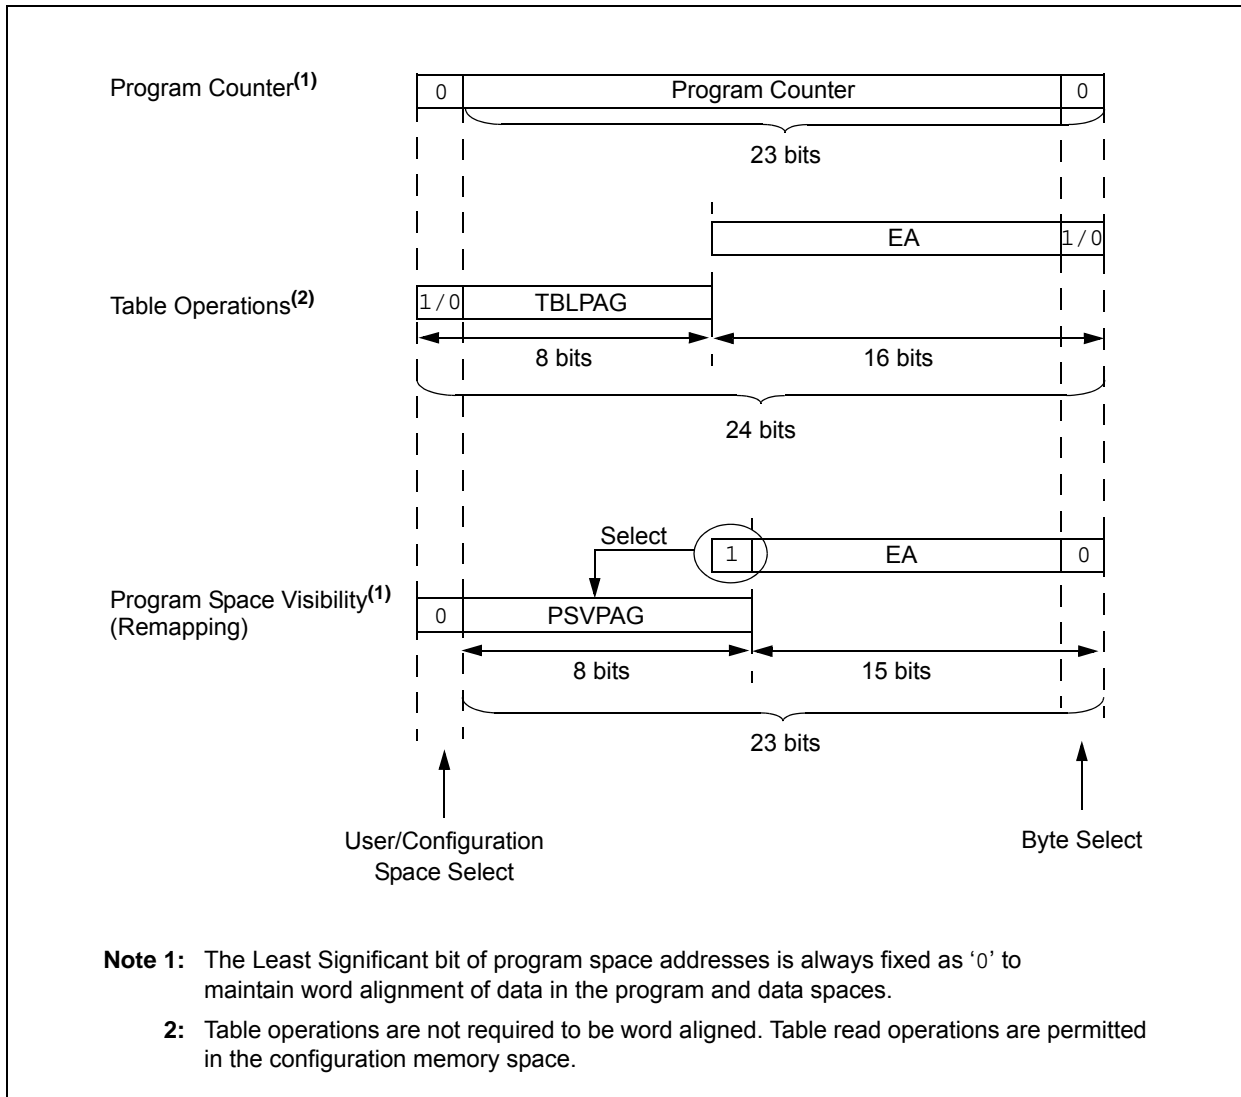 Program Counter(1)
0 Program Counter 0
23 bits
EA 1/0
Table Operations(2)
1/0 TBLPAG
8 bits 16 bits
24 bits
Select
1 EA 0
Program Space Visibility(1)
(Remapping)
0 PSVPAG
8 bits 15 bits
23 bits
User/Configuration
Space Select
Byte Select
Note 1: The Least Significant bit of program space addresses is always fixed as ‘0’ to
maintain word alignment of data in the program and data spaces.
2: Table operations are not required to be word aligned. Table read operations are permitted
in the configuration memory space.